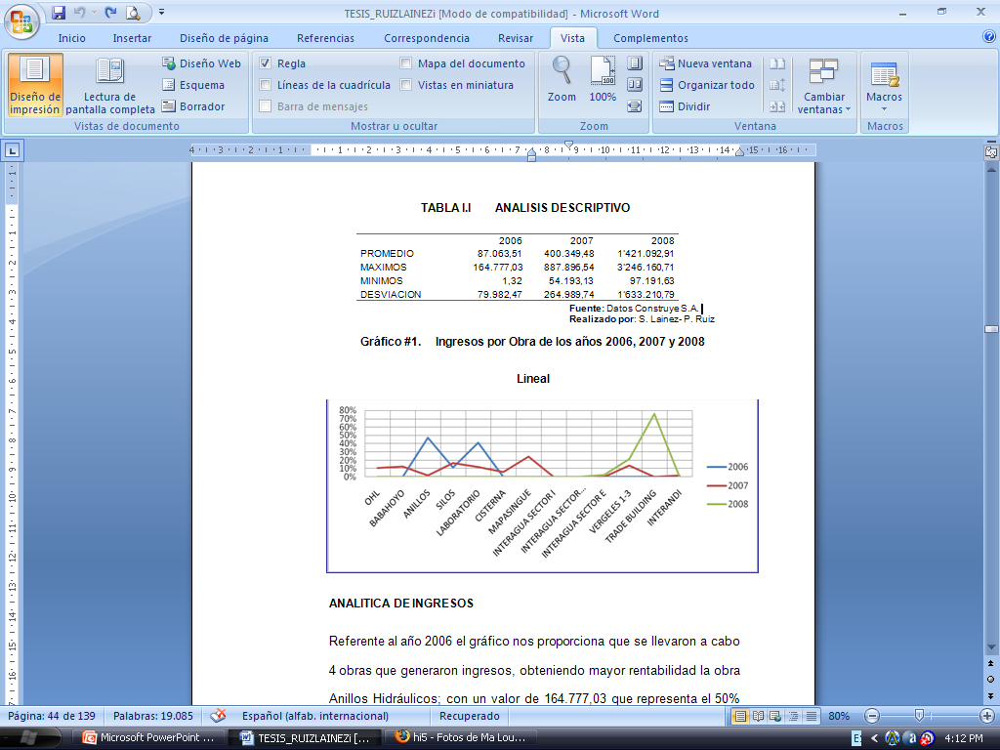 TESIS_RUIZLAINEZi [Modo de compatibilidad] - Microsoft Word
Inicio Insertar Diseño de página Referencias Correspondencia Revisar Vista Complementos
Diseño de impresión
Lectura de pantalla completa
Diseño Web
Esquema
Borrador
Vistas de documento
Regla
Líneas de la cuadrícula
Barra de mensajes
Mapa del documento
Vistas en miniatura
Mostrar u ocultar
Zoom
100%
Zoom
Nueva ventana
Organizar todo
Dividir
Cambiar ventanas
Ventana
Macros
Macros
TABLA I.I ANALISIS DESCRIPTIVO
2006 2007 2008
PROMEDIO 87.063,51 400.349,48 1'421.092,91
MAXIMOS 164.777,03 887.896,54 3'246.160,71
MINIMOS 1,32 54.193,13 97.191,63
DESVIACION 79.982,47 264.989,74 1'633.210,79
Fuente: Datos Construye S.A.
Realizado por: S. Lainez- P. Ruiz
Gráfico #1. Ingresos por Obra de los años 2006, 2007 y 2008
Lineal
80%
70%
60%
50%
40%
30%
20%
10%
0%
OHL
BABAHOYO
ANILLOS
SILOS
LABORATORIO
CISTERNA
MAPASINGUE
INTERAGUA SECTOR I
INTERAGUA SECTOR...
INTERAGUA SECTOR E
VERGELES 1-3
TRADE BUILDING
INTERANDI
2006
2007
2008
ANALITICA DE INGRESOS
Referente al año 2006 el gráfico nos proporciona que se llevaron a cabo
4 obras que generaron ingresos, obteniendo mayor rentabilidad la obra
Anillos Hidráulicos; con un valor de 164.777,03 que representa el 50%
Página: 44 de 139 Palabras: 19.085 Español (alfab. internacional) Recuperado 80%
Microsoft PowerPoint ... TESIS_RUIZLAINEZi [... hi5 - Fotos de Ma Lou... 4:12 PM